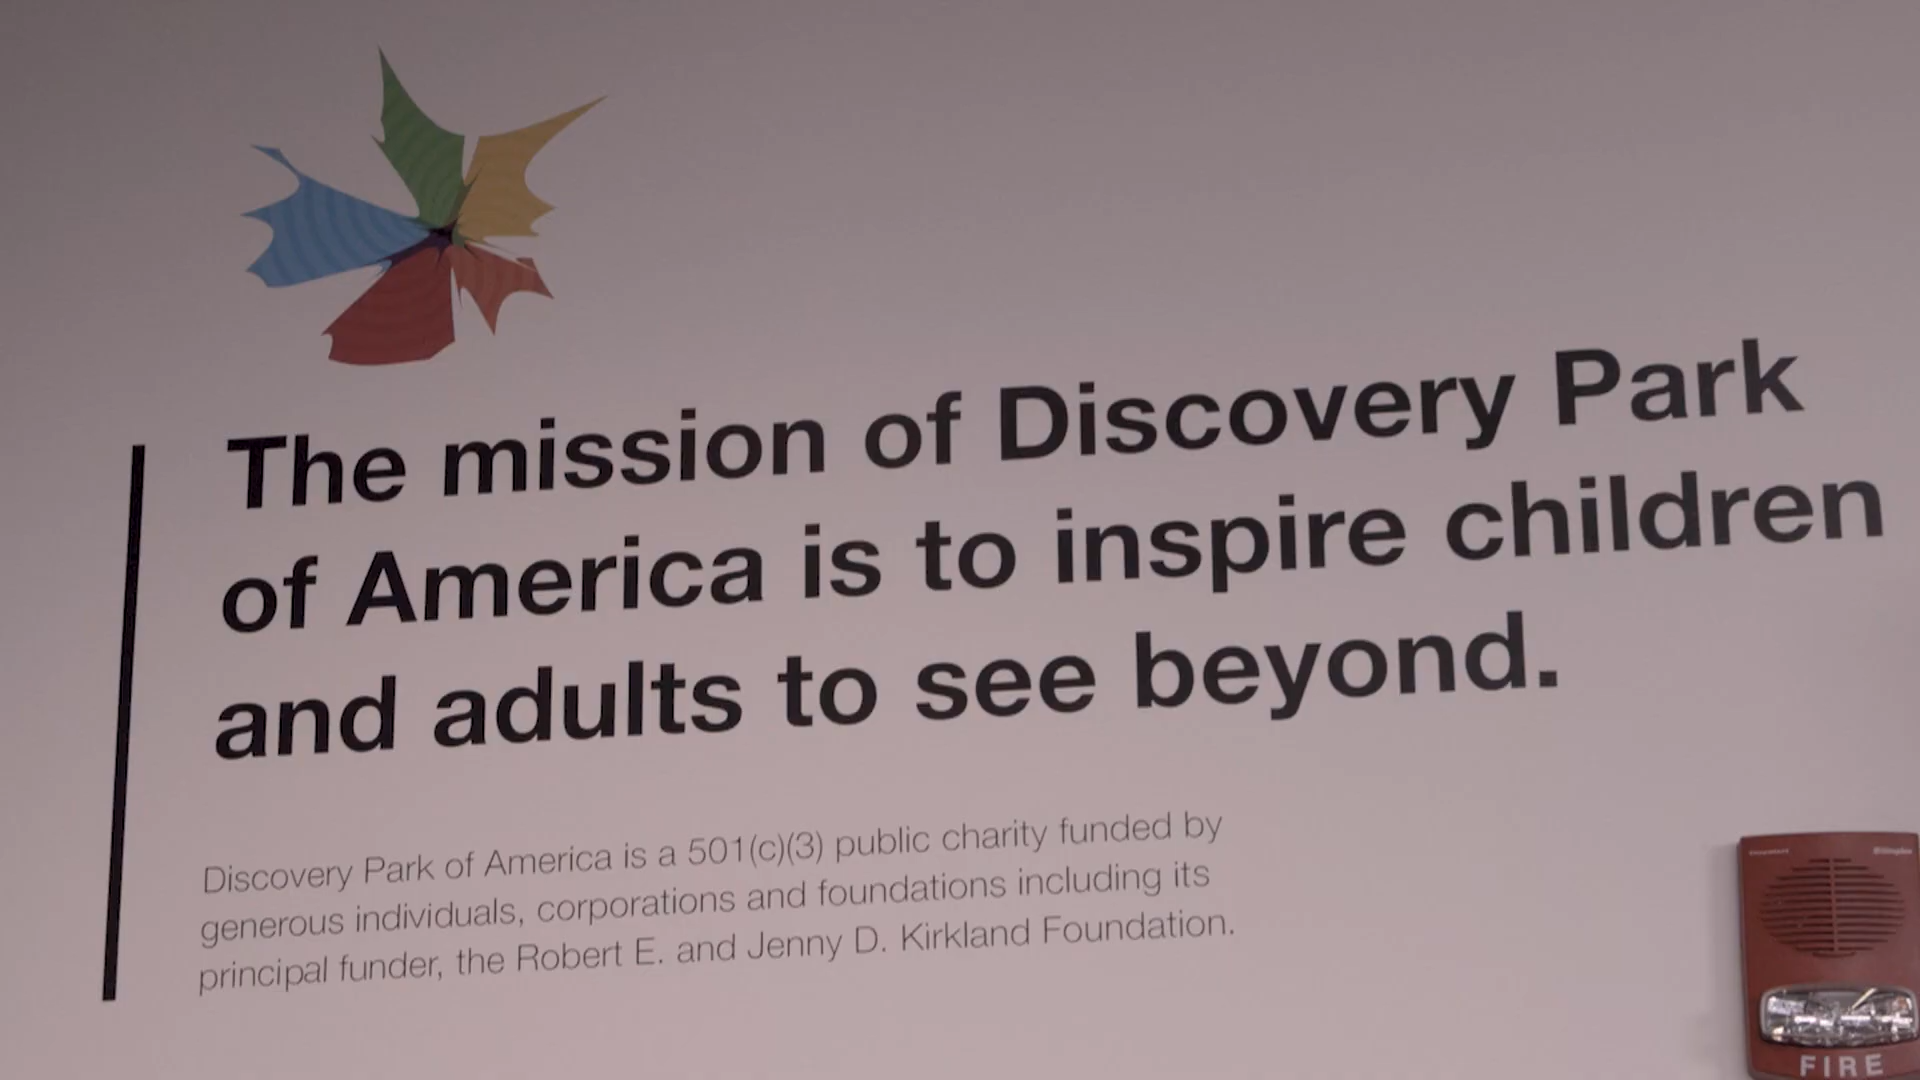 The mission of Discovery Park
of America is to inspire children
and adults to see beyond.
Discovery Park of America is a 501(c)(3) public charity funded by
generous individuals, corporations and foundations including its
principal funder, the Robert E. and Jenny D. Kirkland Foundation.
FIRE